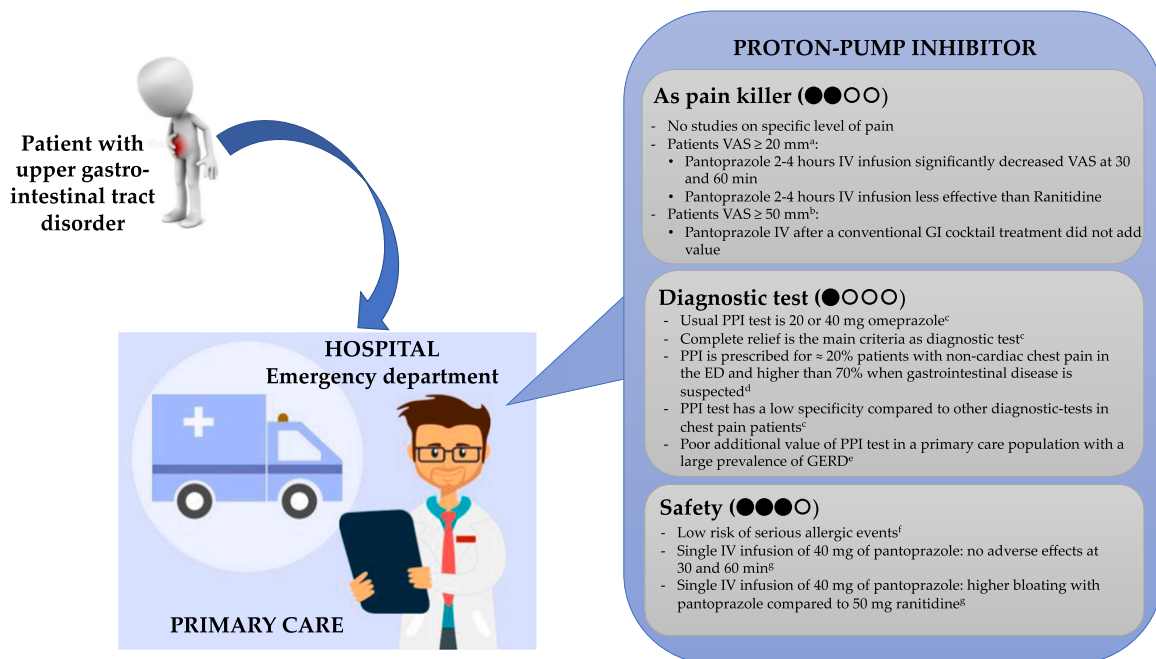 Patient with
upper gastro-
intestinal tract
disorder
HOSPITAL
Emergency department
PRIMARY CARE
PROTON-PUMP INHIBITOR
As pain killer (●●○○)
- No studies on specific level of pain
- Patients VAS ≥ 20 mmᵃ:
• Pantoprazole 2-4 hours IV infusion significantly decreased VAS at 30
and 60 min
• Pantoprazole 2-4 hours IV infusion less effective than Ranitidine
- Patients VAS ≥ 50 mmᵇ:
• Pantoprazole IV after a conventional GI cocktail treatment did not add
value
Diagnostic test (●○○○)
- Usual PPI test is 20 or 40 mg omeprazoleᶜ
- Complete relief is the main criteria as diagnostic testᶜ
- PPI is prescribed for ≈ 20% patients with non-cardiac chest pain in
the ED and higher than 70% when gastrointestinal disease is
suspectedᵈ
- PPI test has a low specificity compared to other diagnostic-tests in
chest pain patientsᶜ
- Poor additional value of PPI test in a primary care population with a
large prevalence of GERDᵉ
Safety (●●●○)
- Low risk of serious allergic eventsᶠ
- Single IV infusion of 40 mg of pantoprazole: no adverse effects at
30 and 60 minᵍ
- Single IV infusion of 40 mg of pantoprazole: higher bloating with
pantoprazole compared to 50 mg ranitidineᵍ